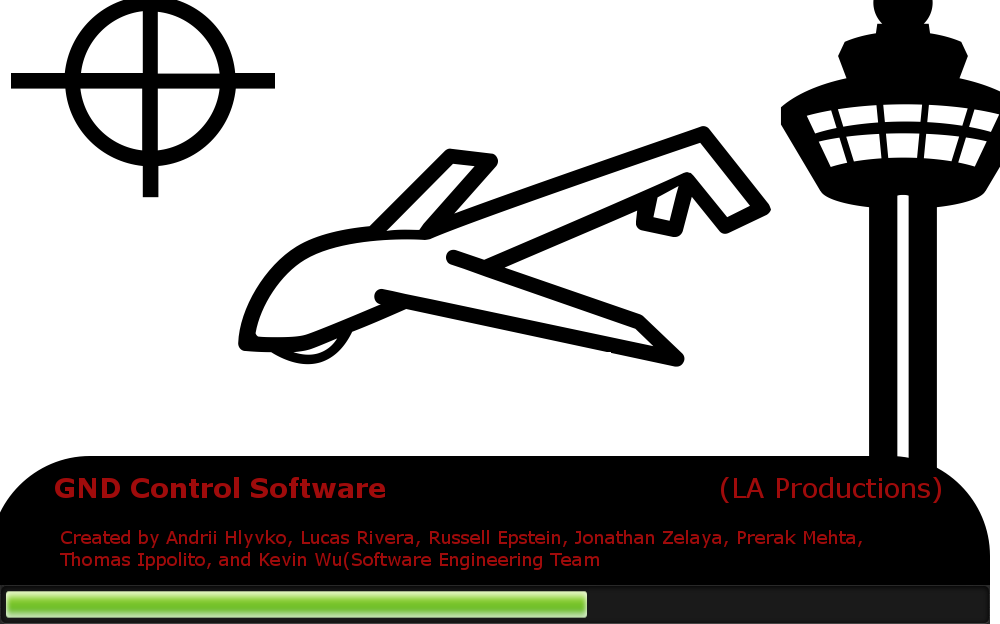 GND Control Software
(LA Productions)
Created by Andrii Hlyvko, Lucas Rivera, Russell Epstein, Jonathan Zelaya, Prerak Mehta,
Thomas Ippolito, and Kevin Wu(Software Engineering Team